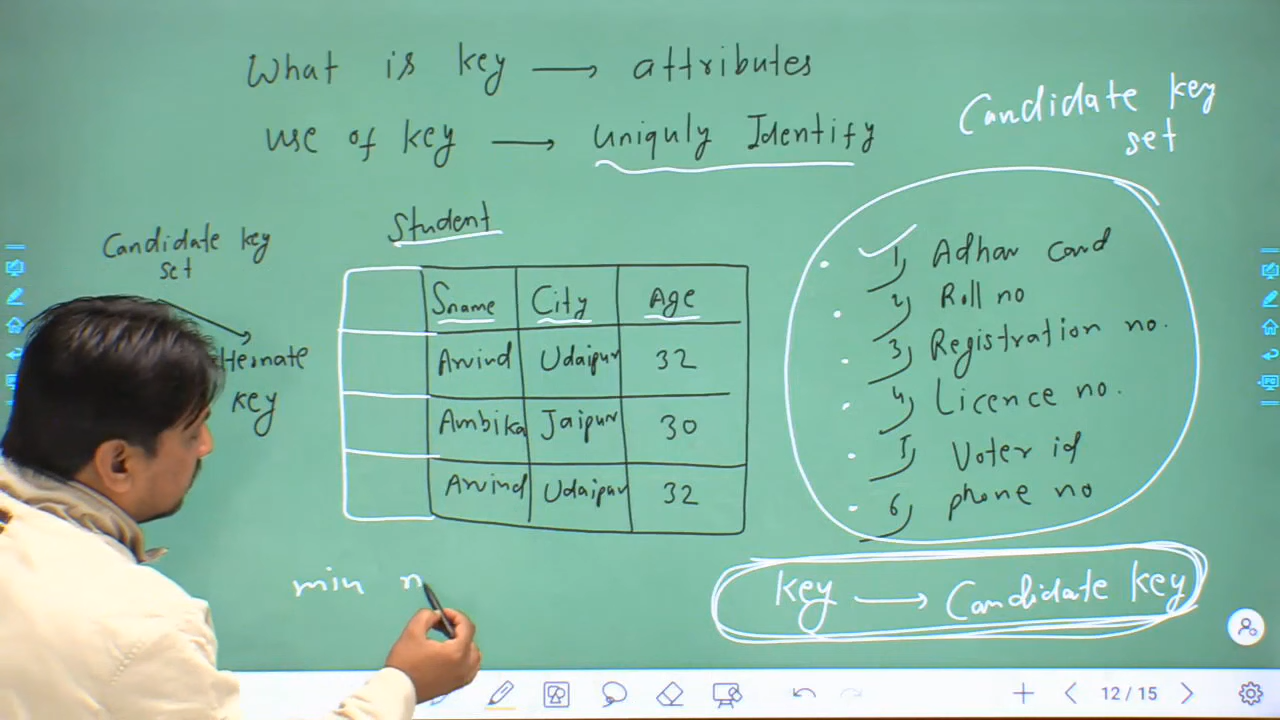 What is key → attributes
use of key → uniquly Identify
Candidate key
set
Student
Candidate key
set
Alternate
key
Sname City Age
Arvind Udaipur 32
Ambika Jaipur 30
Arvind Udaipur 32
1) Adhar card
2) Roll no
3) Registration no.
4) Licence no.
5) Voter id
6) phone no
key → Candidate key
min n
12 / 15